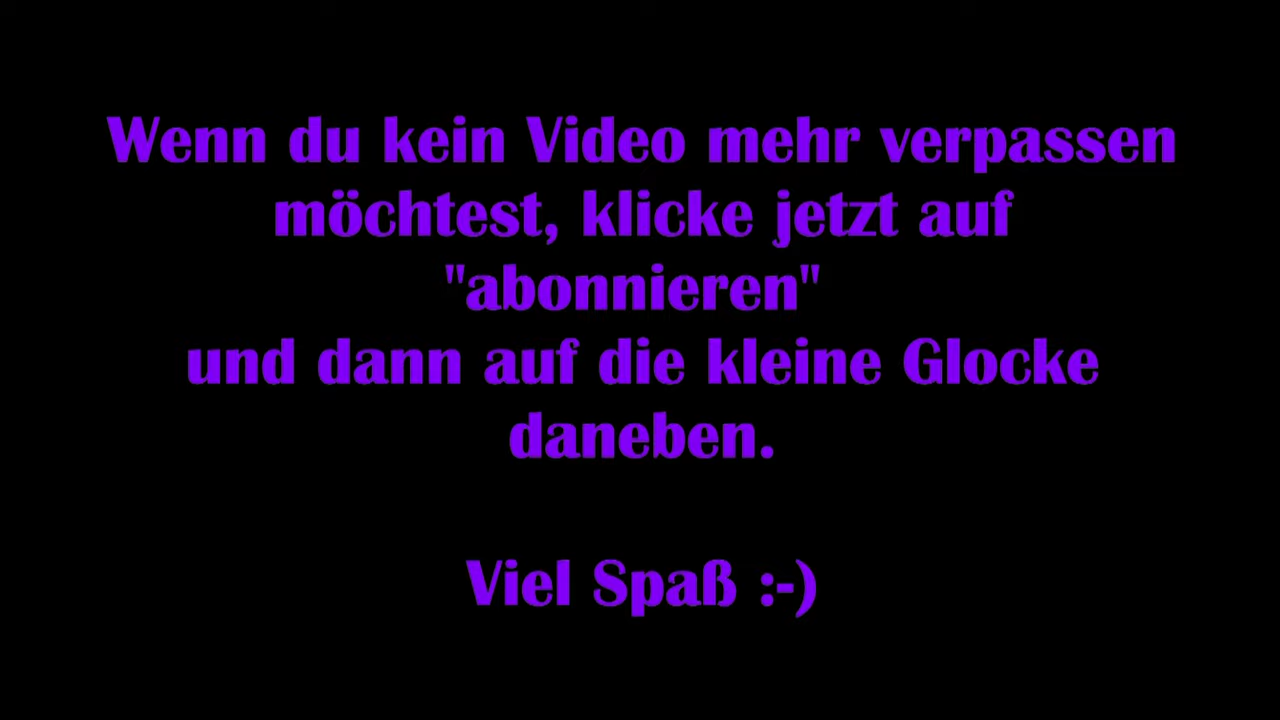 Wenn du kein Video mehr verpassen
möchtest, klicke jetzt auf
"abonnieren"
und dann auf die kleine Glocke
daneben.
Viel Spaß :-)